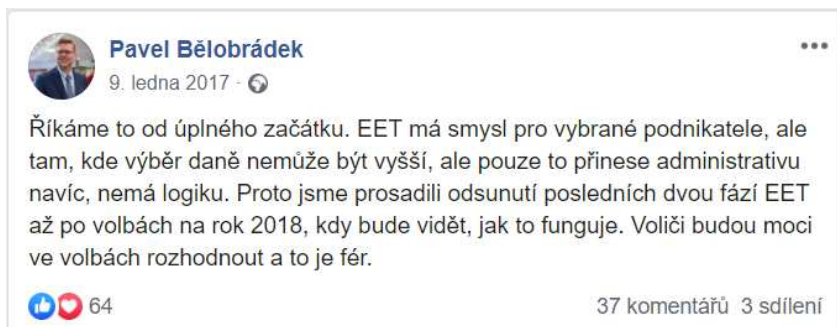 Pavel Bělobrádek
9. ledna 2017 ·
Říkáme to od úplného začátku. EET má smysl pro vybrané podnikatele, ale
tam, kde výběr daně nemůže být vyšší, ale pouze to přinese administrativu
navíc, nemá logiku. Proto jsme prosadili odsunutí posledních dvou fází EET
až po volbách na rok 2018, kdy bude vidět, jak to funguje. Voliči budou moci
ve volbách rozhodnout a to je fér.
64 37 komentářů 3 sdílení